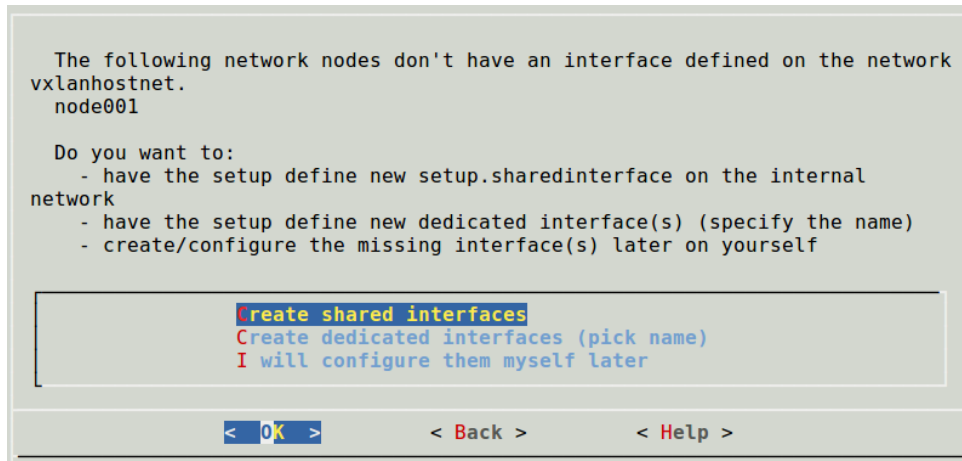 The following network nodes don't have an interface defined on the network
vxlanhostnet.
node001
Do you want to:
- have the setup define new setup.sharedinterface on the internal
network
- have the setup define new dedicated interface(s) (specify the name)
- create/configure the missing interface(s) later on yourself
Create shared interfaces
Create dedicated interfaces (pick name)
I will configure them myself later
< OK > < Back > < Help >